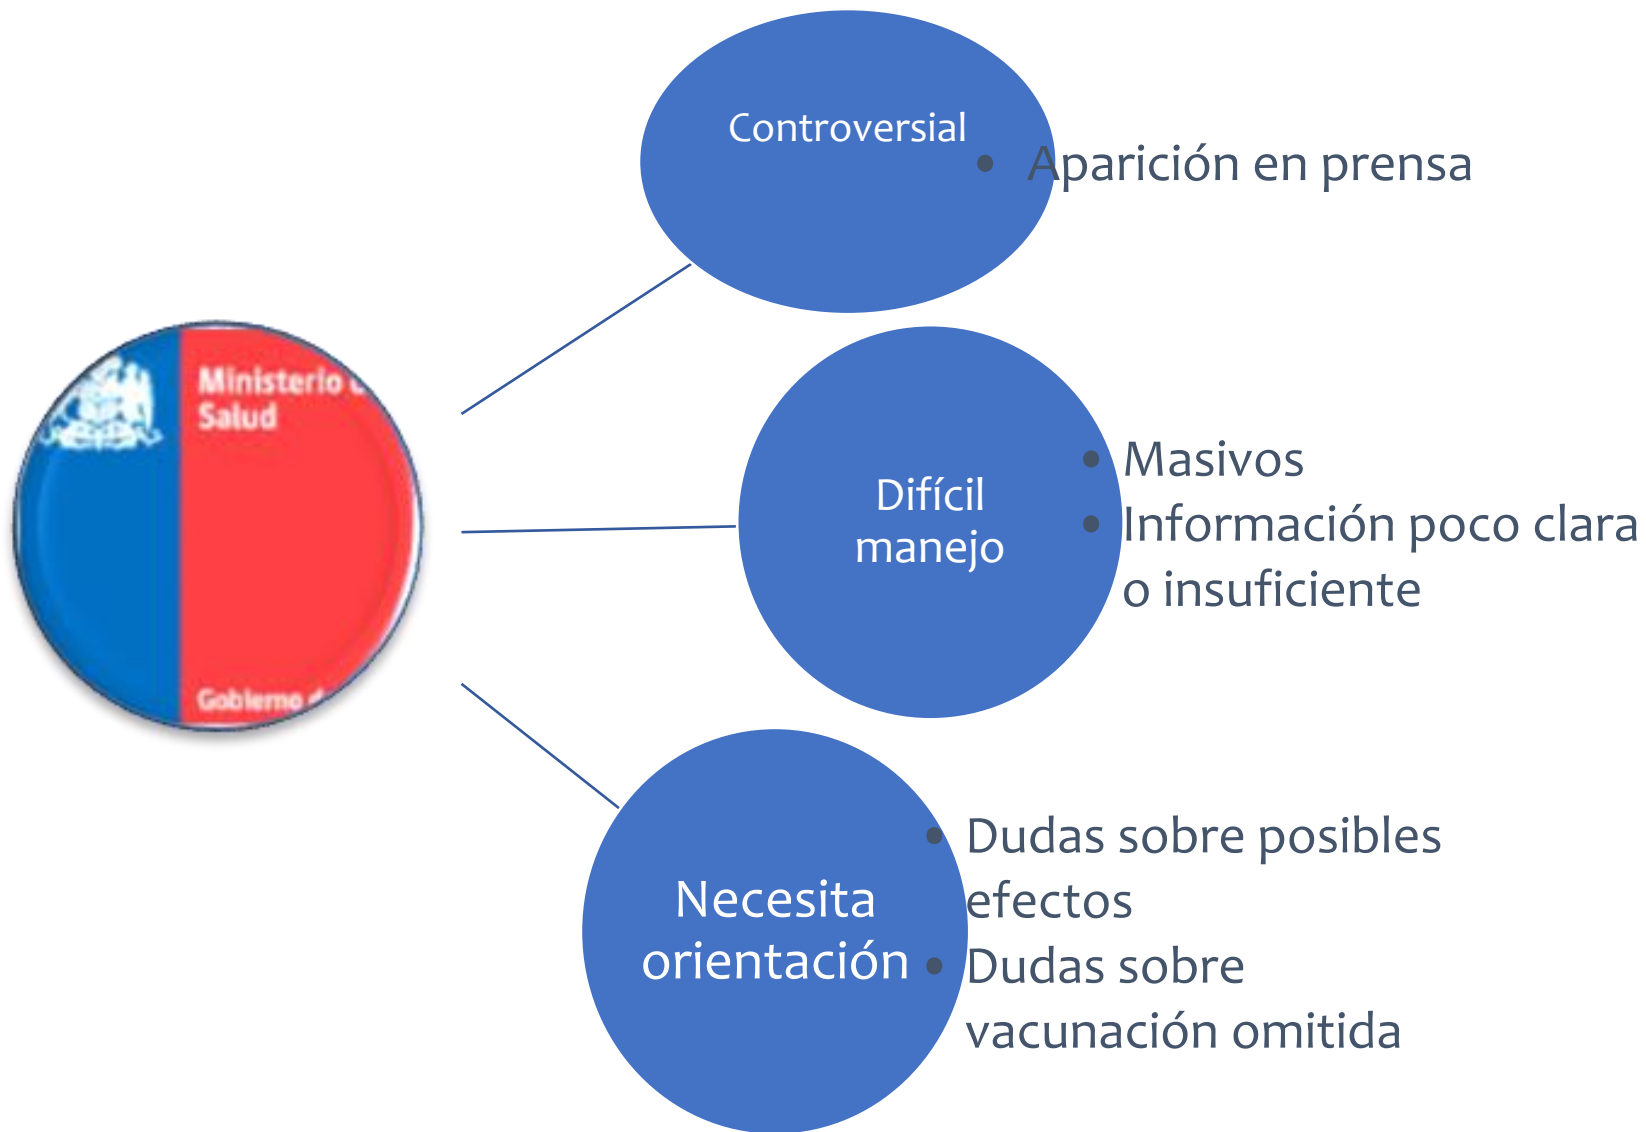 Controversial
• Aparición en prensa
Ministerio
Salud
Gobierno
Difícil
manejo
• Masivos
• Información poco clara
o insuficiente
Necesita
orientación
• Dudas sobre posibles
efectos
• Dudas sobre
vacunación omitida